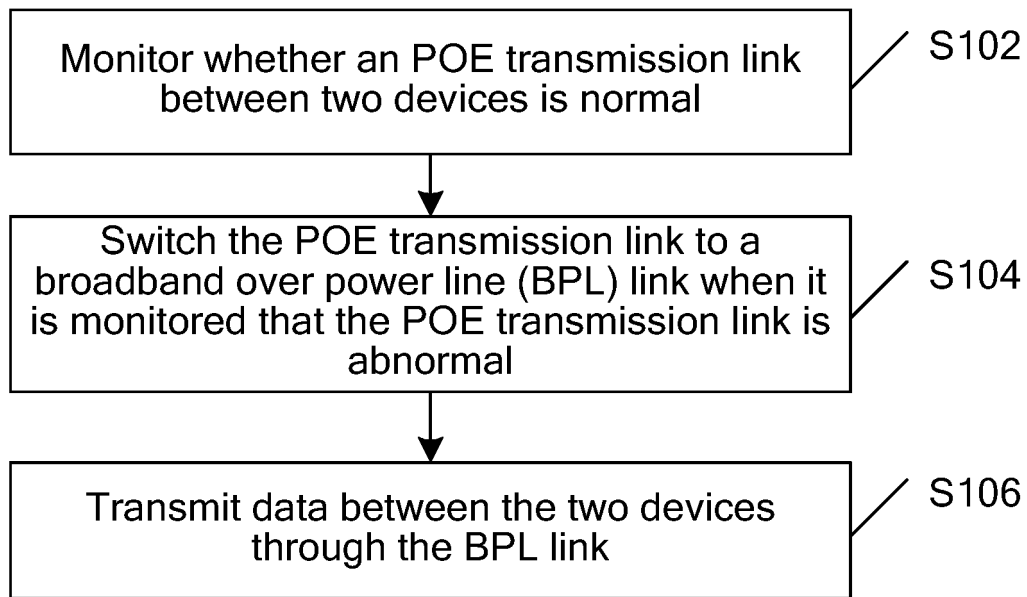 Monitor whether an POE transmission link
between two devices is normal
S102
Switch the POE transmission link to a
broadband over power line (BPL) link when it
is monitored that the POE transmission link is
abnormal
S104
Transmit data between the two devices
through the BPL link
S106